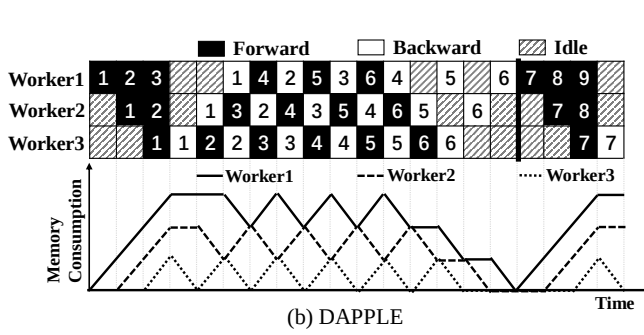 Forward Backward Idle
Worker1 1 2 3 1 4 2 5 3 6 4 5 6 7 8 9
Worker2 1 2 1 3 2 4 3 5 4 6 5 6 7 8
Worker3 1 1 2 2 3 3 4 4 5 5 6 6 7 7
Worker1 Worker2 Worker3
Memory
Consumption
Time
(b) DAPPLE